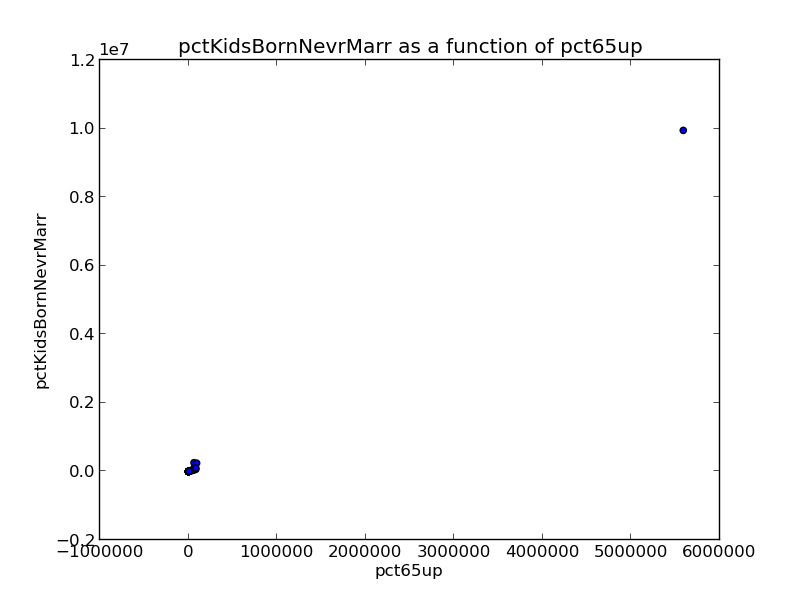 pctKidsBornNevrMarr as a function of pct65up
1e7
1.2
1.0
0.8
0.6
0.4
0.2
0.0
−0.2
pctKidsBornNevrMarr
−1000000 0 1000000 2000000 3000000 4000000 5000000 6000000
pct65up